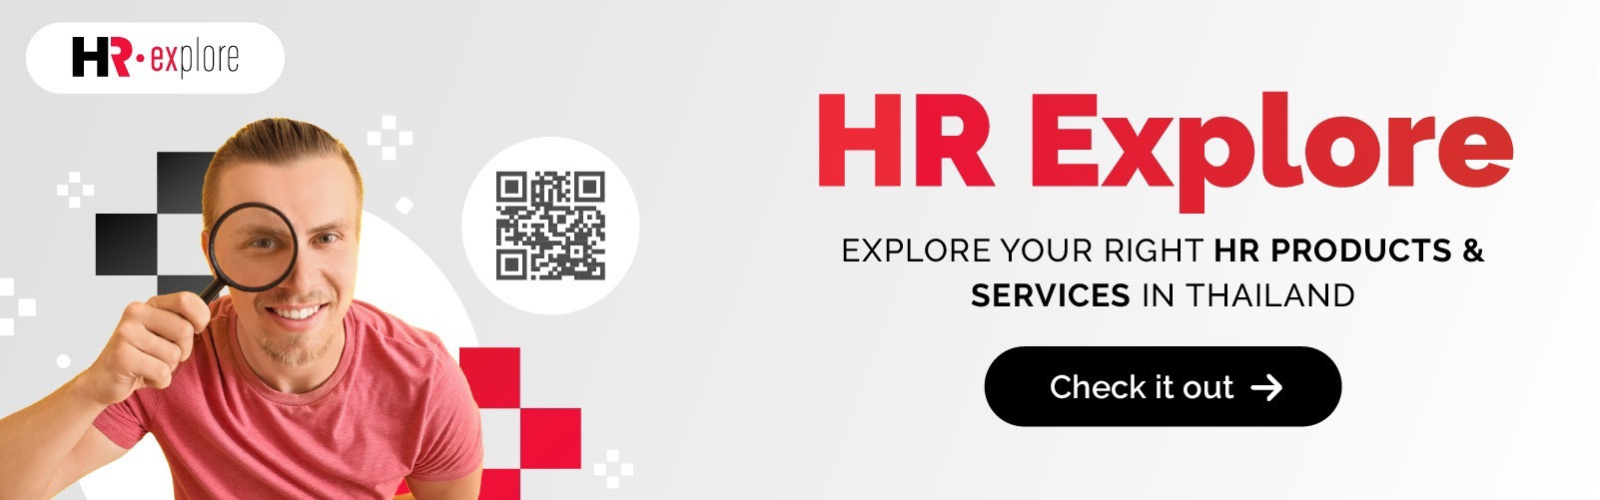 HR·explore
HR Explore
EXPLORE YOUR RIGHT HR PRODUCTS &
SERVICES IN THAILAND
Check it out →